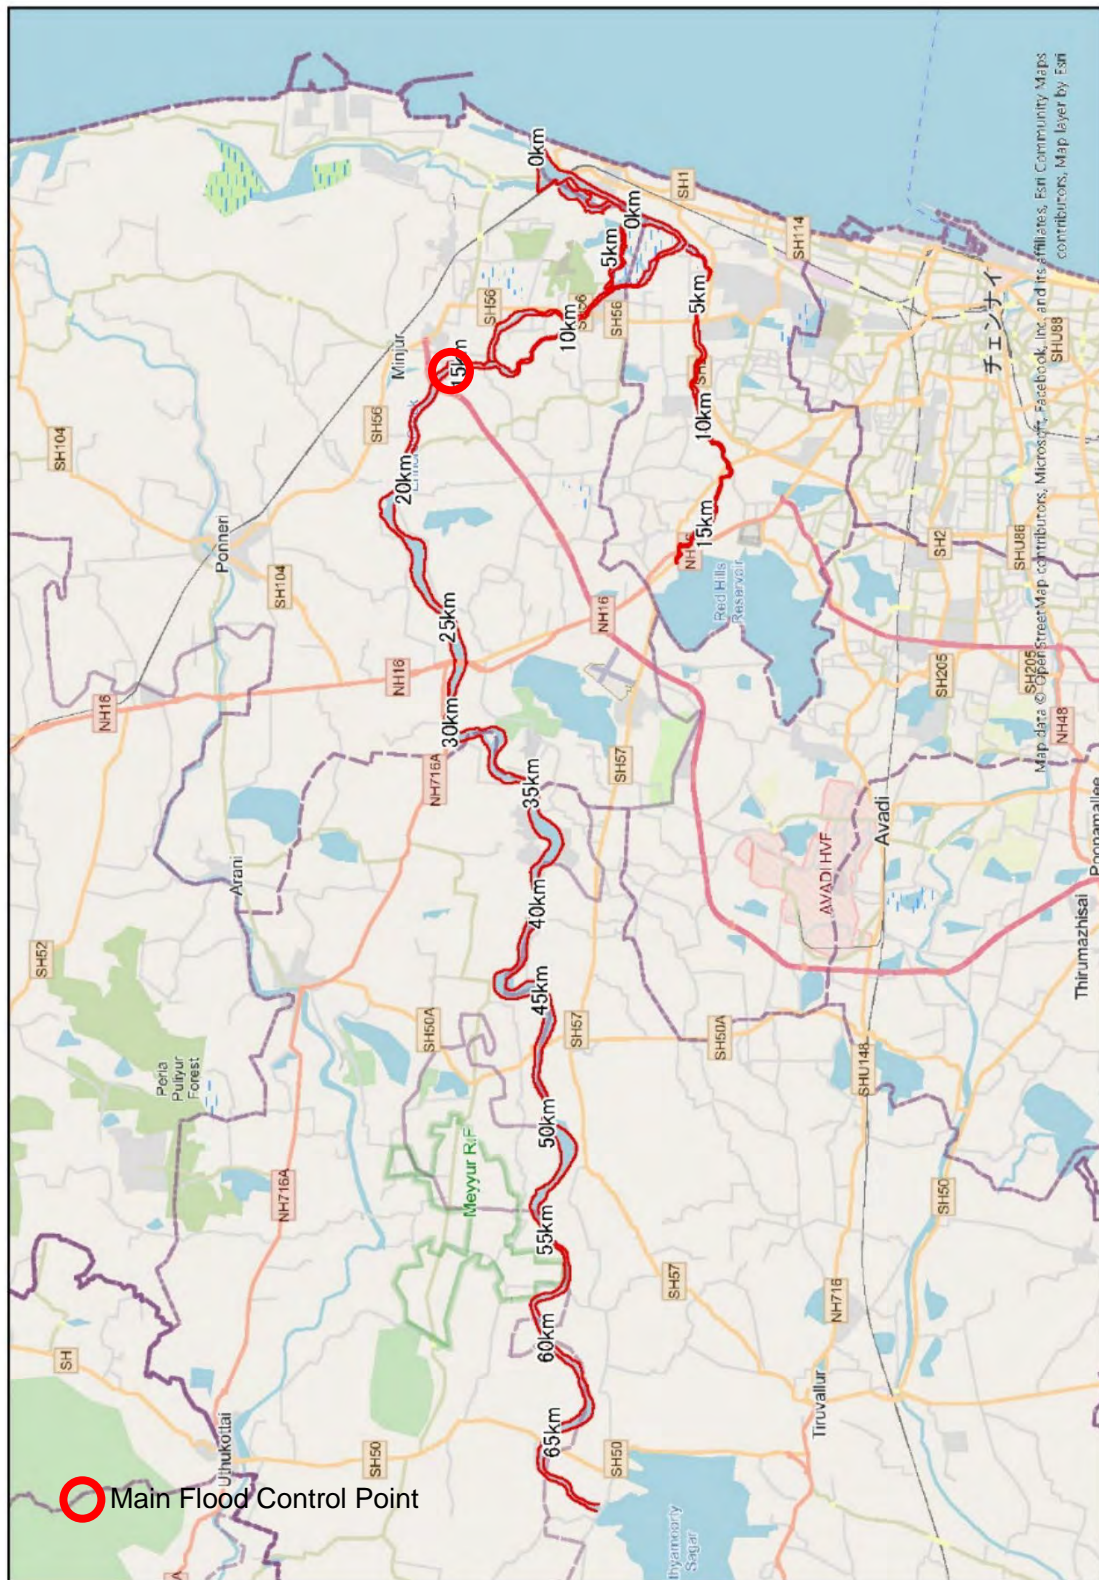 Main Flood Control Point
Map data © OpenStreetMap contributors, Microsoft, Facebook, Inc. and its affiliates, Esri Community Maps
contributors, Map layer by Esri
0km
0km
5km
10km
15km
20km
25km
30km
35km
40km
45km
50km
55km
60km
65km
5km
10km
15km
Minjur
Ponneri
Arani
Uthukottai
Peria
Puliyur
Forest
Meyyur R.F
Red Hills
Reservoir
AVADI HVF
Avadi
Thirumazhisai
Poonamallee
Tiruvallur
Sagar
チェンナイ
SH104
SH104
SH56
SH56
SH56
SH1
SH114
SHU88
SH2
SHU86
SH205
SH205
NH48
NH16
NH16
NH16
NH716A
NH716A
SH52
SH50A
SH50A
SH57
SH57
SH57
SHU148
SH50
SH50
SH50
NH716
SH